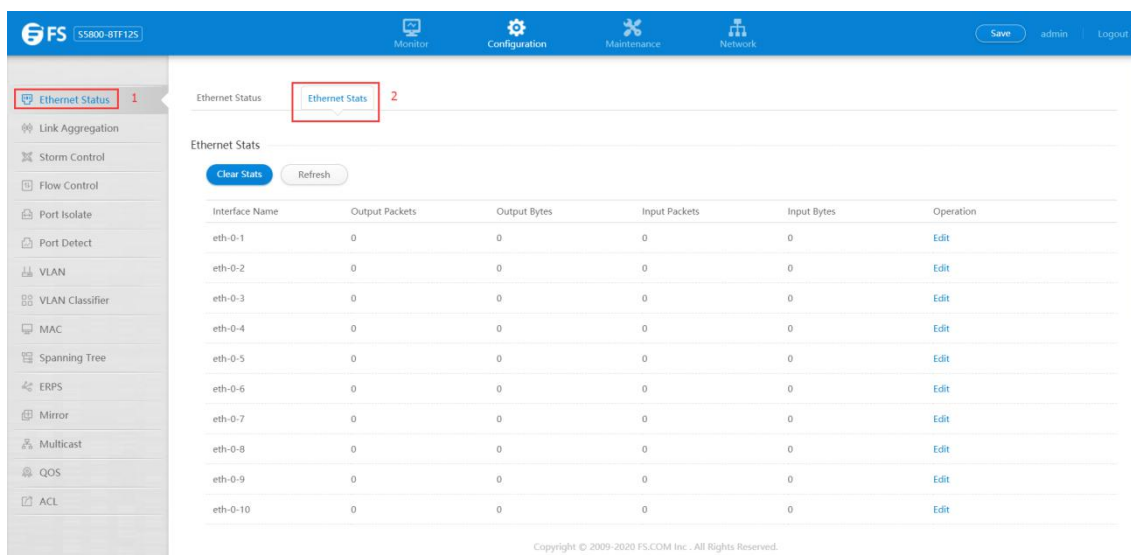 FS S5800-8TF12S
Monitor Configuration Maintenance Network
Save admin Logout
Ethernet Status 1
Link Aggregation
Storm Control
Flow Control
Port Isolate
Port Detect
VLAN
VLAN Classifier
MAC
Spanning Tree
ERPS
Mirror
Multicast
QOS
ACL
Ethernet Status Ethernet Stats 2
Ethernet Stats
Clear Stats Refresh
Interface Name Output Packets Output Bytes Input Packets Input Bytes Operation
eth-0-1 0 0 0 0 Edit
eth-0-2 0 0 0 0 Edit
eth-0-3 0 0 0 0 Edit
eth-0-4 0 0 0 0 Edit
eth-0-5 0 0 0 0 Edit
eth-0-6 0 0 0 0 Edit
eth-0-7 0 0 0 0 Edit
eth-0-8 0 0 0 0 Edit
eth-0-9 0 0 0 0 Edit
eth-0-10 0 0 0 0 Edit
Copyright © 2009-2020 FS.COM Inc . All Rights Reserved.